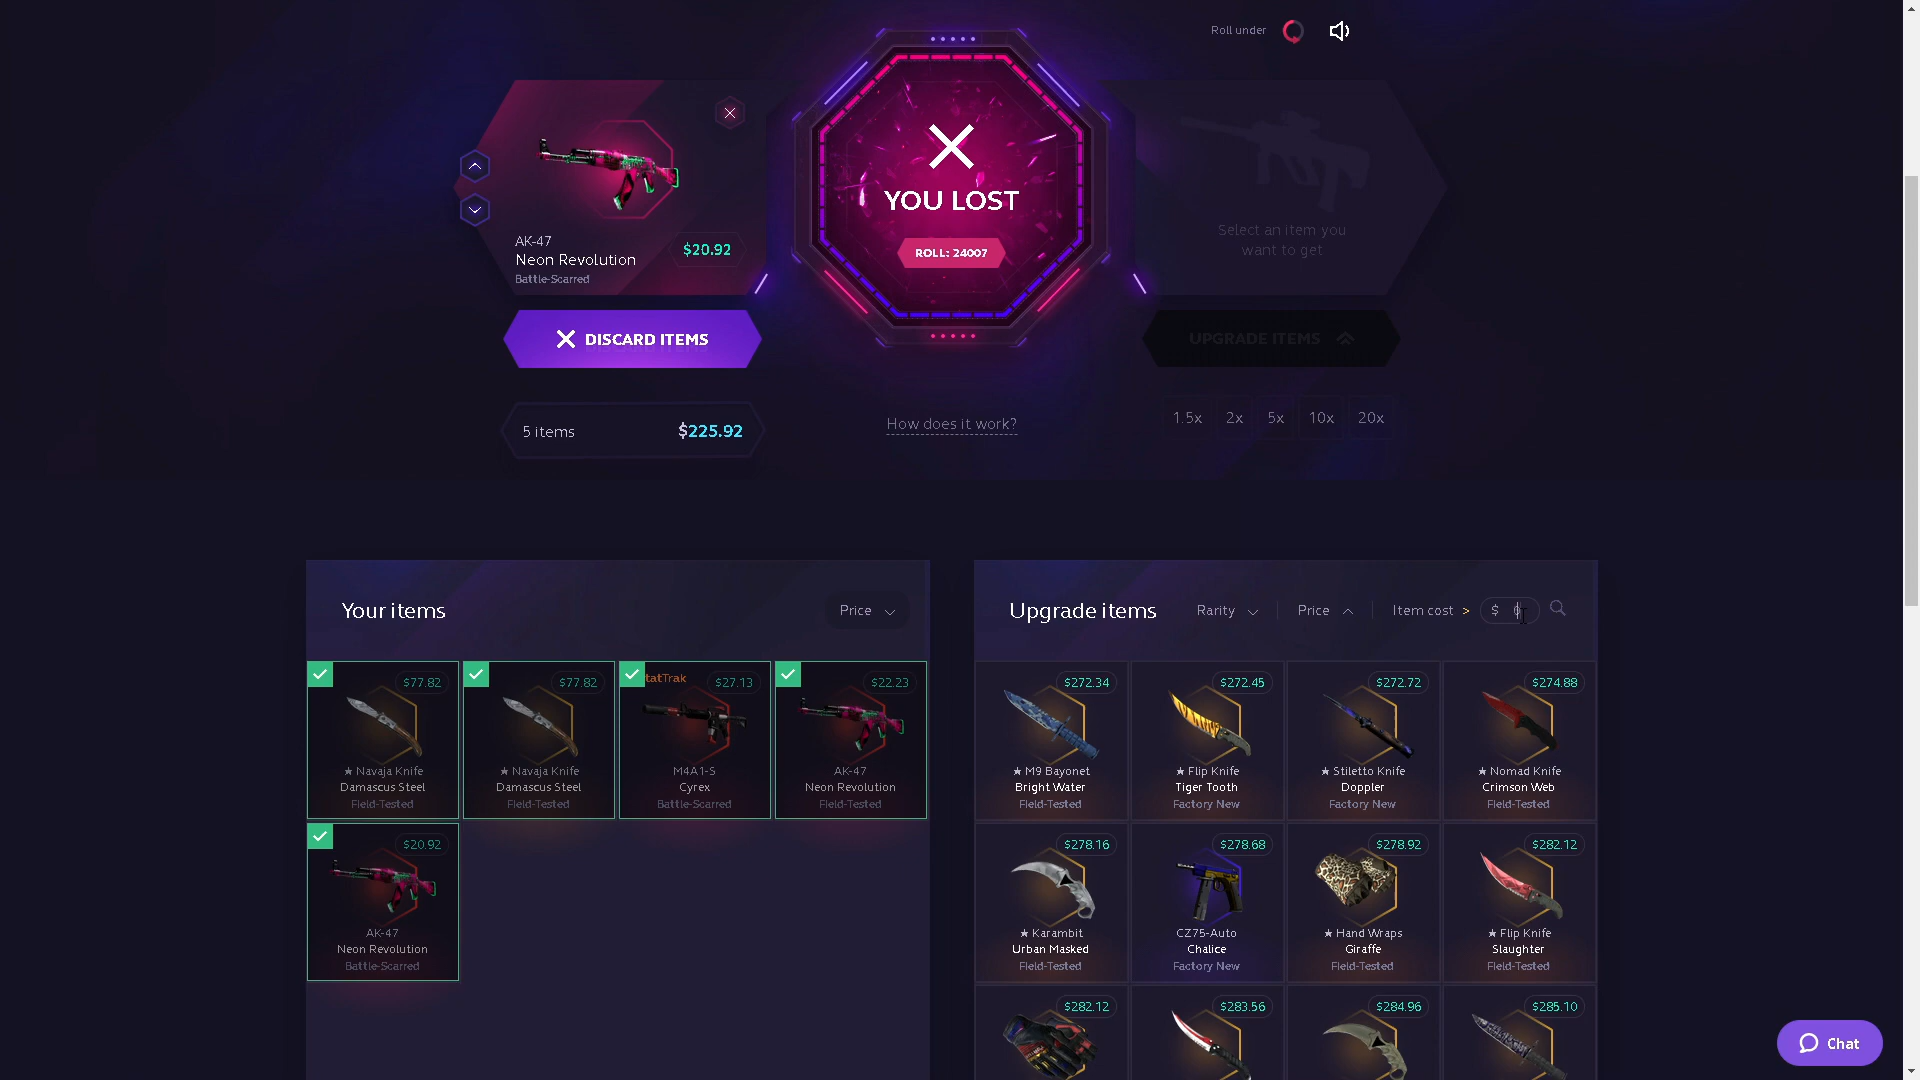 Roll under
YOU LOST
ROLL: 24007
AK-47
Neon Revolution
Battle-Scarred
$20.92
Select an item you
want to get
DISCARD ITEMS
UPGRADE ITEMS
5 items
$225.92
How does it work?
1.5x 2x 5x 10x 20x
Your items
Price
Upgrade items
Rarity
Price
Item cost >
$
$77.82
★ Navaja Knife
Damascus Steel
Field-Tested
$77.82
★ Navaja Knife
Damascus Steel
Field-Tested
tatTrak
$27.13
M4A1-S
Cyrex
Battle-Scarred
$22.23
AK-47
Neon Revolution
Field-Tested
$20.92
AK-47
Neon Revolution
Battle-Scarred
$272.34
★ M9 Bayonet
Bright Water
Field-Tested
$272.45
★ Flip Knife
Tiger Tooth
Factory New
$272.72
★ Stiletto Knife
Doppler
Factory New
$274.88
★ Nomad Knife
Crimson Web
Field-Tested
$278.16
★ Karambit
Urban Masked
Field-Tested
$278.68
CZ75-Auto
Chalice
Factory New
$278.92
★ Hand Wraps
Giraffe
Field-Tested
$282.12
★ Flip Knife
Slaughter
Field-Tested
$282.12
$283.56
$284.96
$285.10
Chat